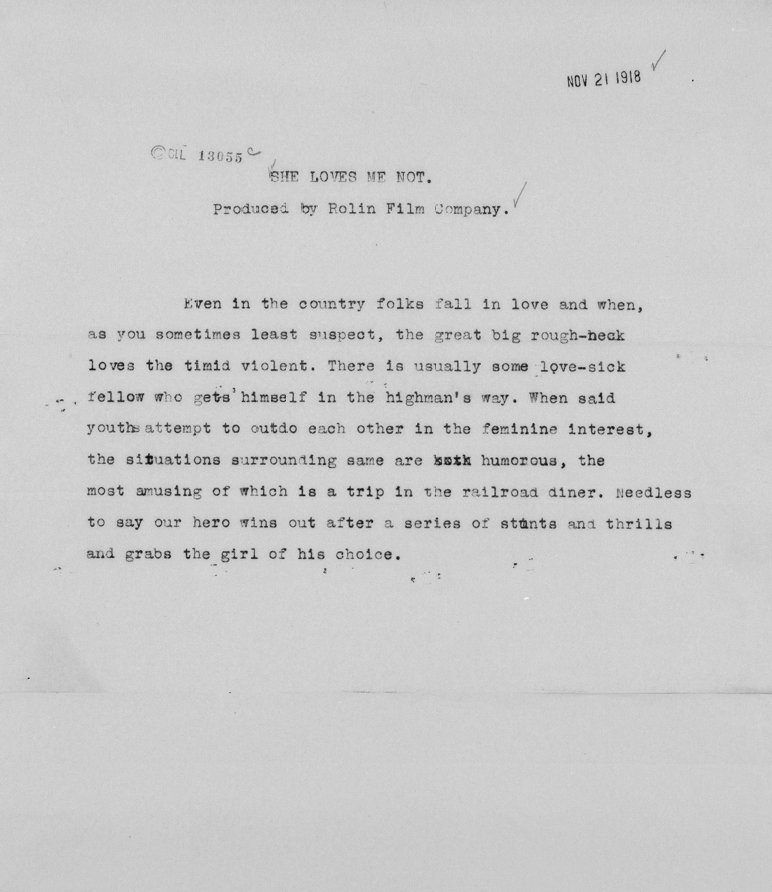 NOV 21 1918
©CIL 13055
SHE LOVES ME NOT.
Produced by Rolin Film Company.
Even in the country folks fall in love and when,
as you sometimes least suspect, the great big rough-neck
loves the timid violent. There is usually some love-sick
fellow who gets himself in the highman's way. When said
youths attempt to outdo each other in the feminine interest,
the situations surrounding same are humorous, the
most amusing of which is a trip in the railroad diner. Needless
to say our hero wins out after a series of stunts and thrills
and grabs the girl of his choice.